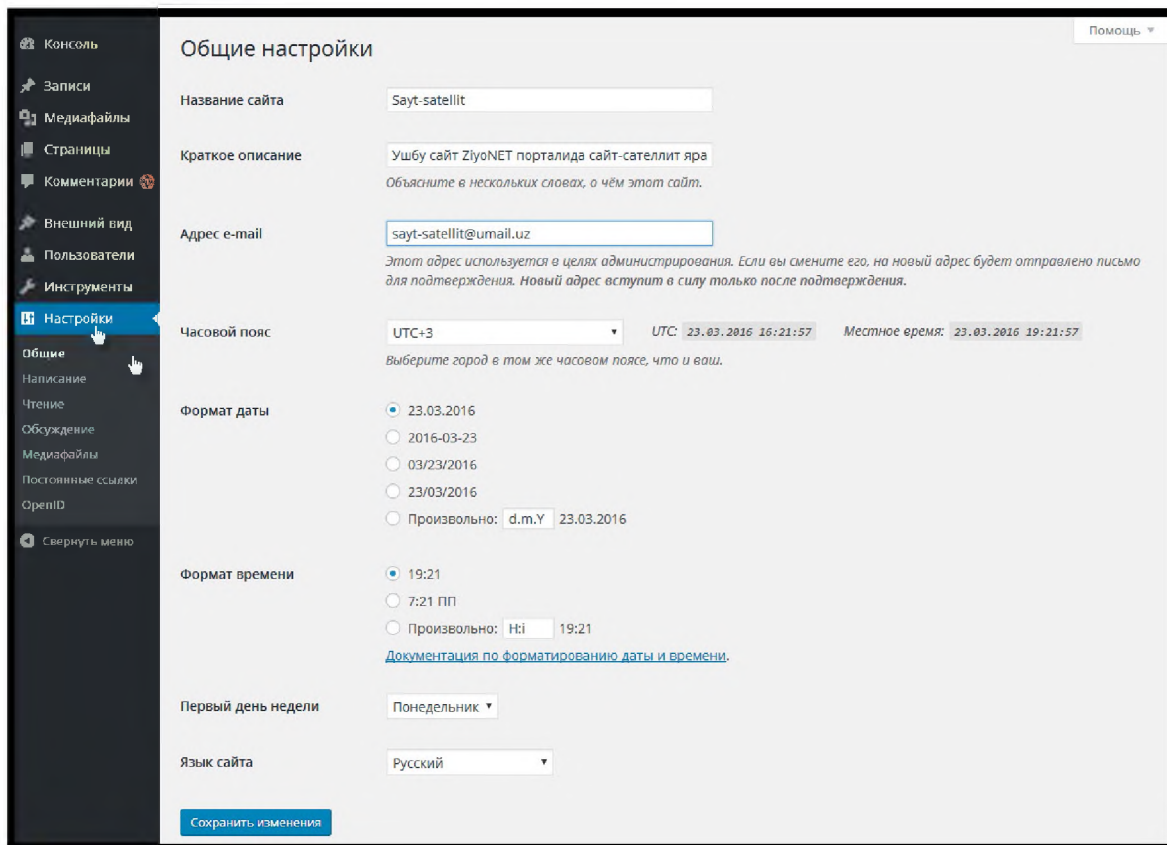 Помощь
Консоль
Записи
Медиафайлы
Страницы
Комментарии
Внешний вид
Пользователи
Инструменты
Настройки
Общие
Написание
Чтение
Обсуждение
Медиафайлы
Постоянные ссылки
OpenID
Свернуть меню
Общие настройки
Название сайта
Sayt-satellit
Краткое описание
Ушбу сайт ZiyoNET порталида сайт-сателлит яра
Объясните в нескольких словах, о чём этот сайт.
Адрес e-mail
sayt-satellit@umail.uz
Этот адрес используется в целях администрирования. Если вы смените его, на новый адрес будет отправлено письмо
для подтверждения. Новый адрес вступит в силу только после подтверждения.
Часовой пояс
UTC+3
UTC: 23.03.2016 16:21:57
Местное время: 23.03.2016 19:21:57
Выберите город в том же часовом поясе, что и ваш.
Формат даты
23.03.2016
2016-03-23
03/23/2016
23/03/2016
Произвольно: d.m.Y 23.03.2016
Формат времени
19:21
7:21 ПП
Произвольно: H:i 19:21
Документация по форматированию даты и времени.
Первый день недели
Понедельник
Язык сайта
Русский
Сохранить изменения